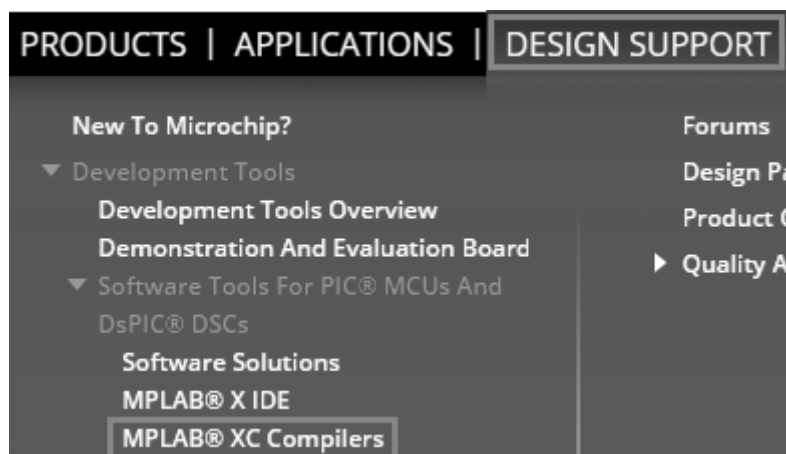 PRODUCTS | APPLICATIONS | DESIGN SUPPORT
New To Microchip?
Development Tools
Development Tools Overview
Demonstration And Evaluation Board
Software Tools For PIC® MCUs And
DsPIC® DSCs
Software Solutions
MPLAB® X IDE
MPLAB® XC Compilers
Forums
Design
Product
Quality